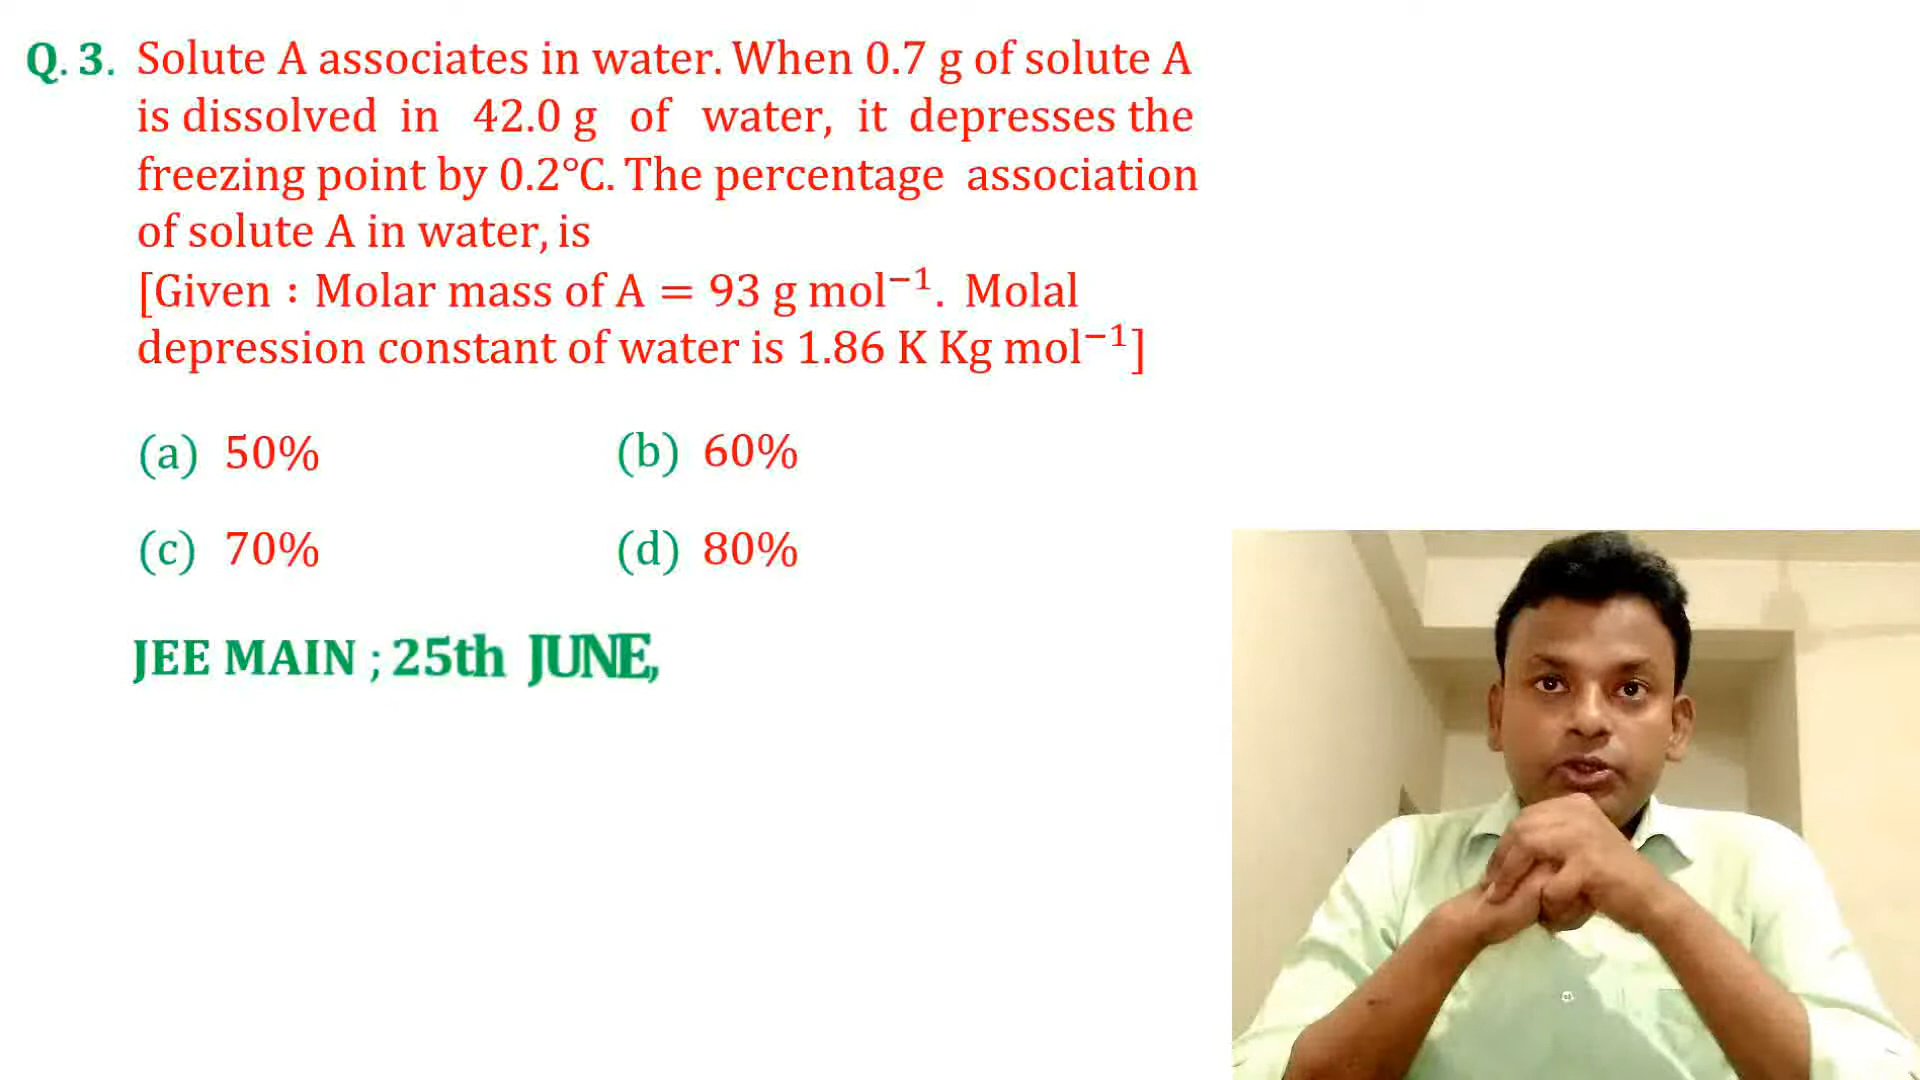 Q. 3. Solute A associates in water. When 0.7 g of solute A
is dissolved in 42.0 g of water, it depresses the
freezing point by 0.2°C. The percentage association
of solute A in water, is
[Given : Molar mass of A = 93 g mol⁻¹. Molal
depression constant of water is 1.86 K Kg mol⁻¹]
(a) 50% (b) 60%
(c) 70% (d) 80%
JEE MAIN ; 25th JUNE,